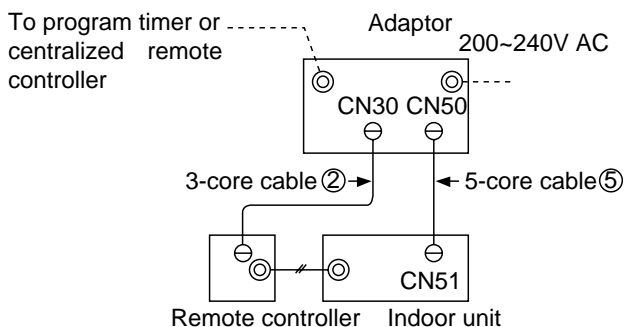 To program timer or
centralized remote
controller
Adaptor
200~240V AC
CN30 CN50
3-core cable②
5-core cable⑤
CN51
Remote controller
Indoor unit